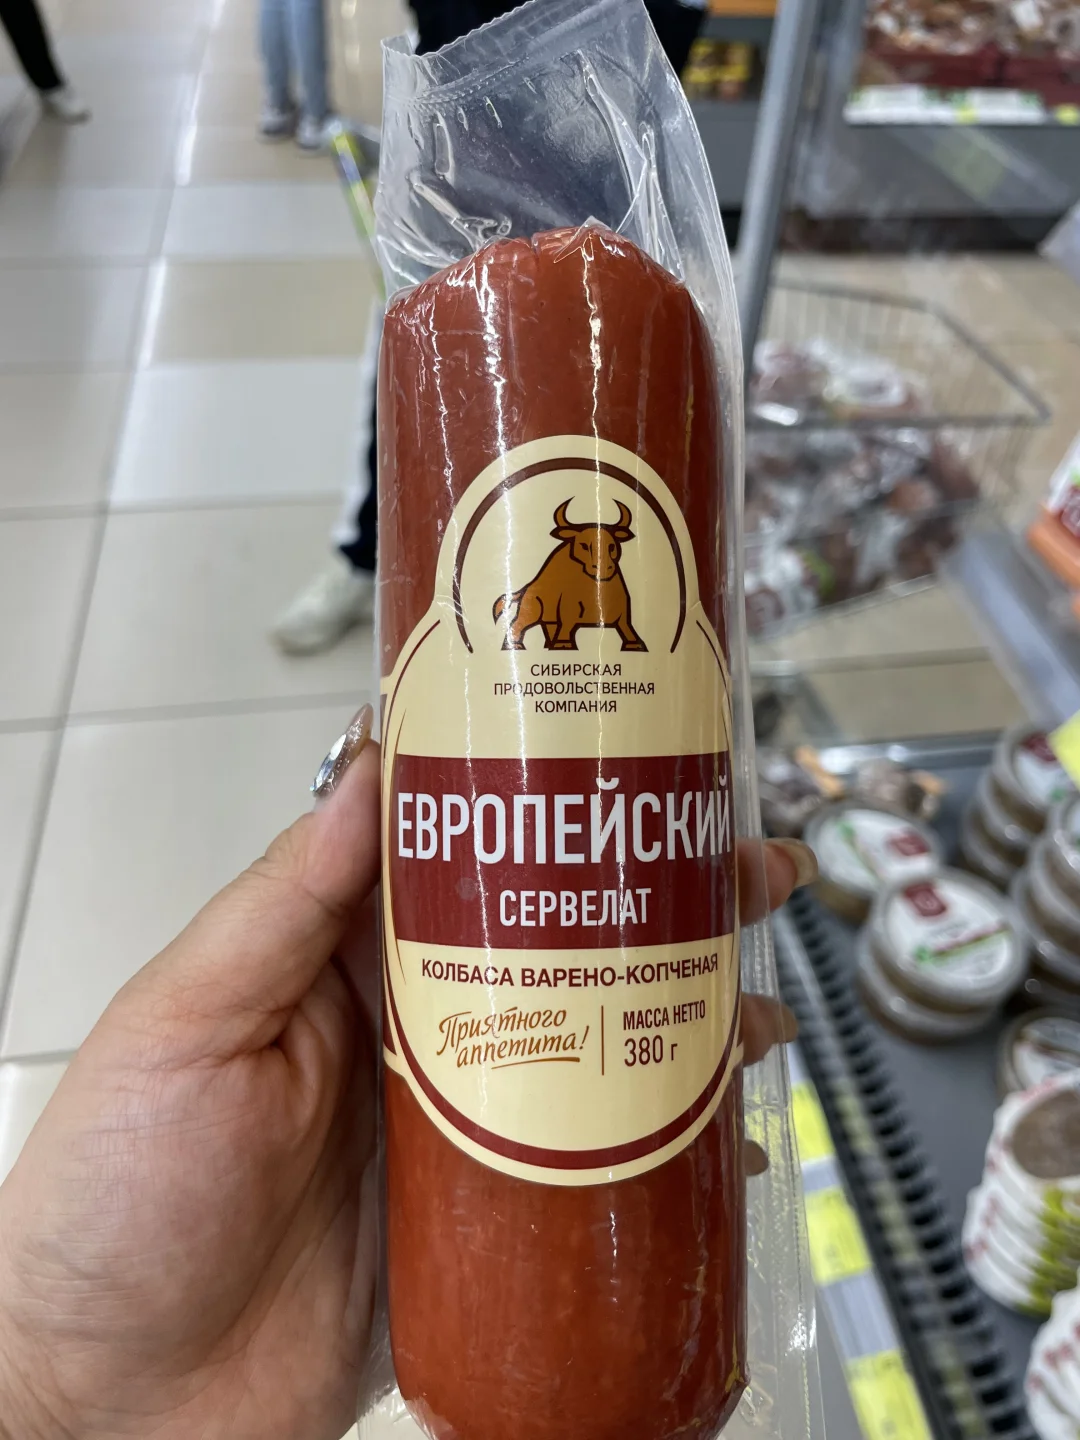 СИБИРСКАЯ
ПРОДОВОЛЬСТВЕННАЯ
КОМПАНИЯ
ЕВРОПЕЙСКИЙ
СЕРВЕЛАТ
КОЛБАСА ВАРЕНО-КОПЧЕНАЯ
Приятного
аппетита!
МАССА НЕТТО
380 г